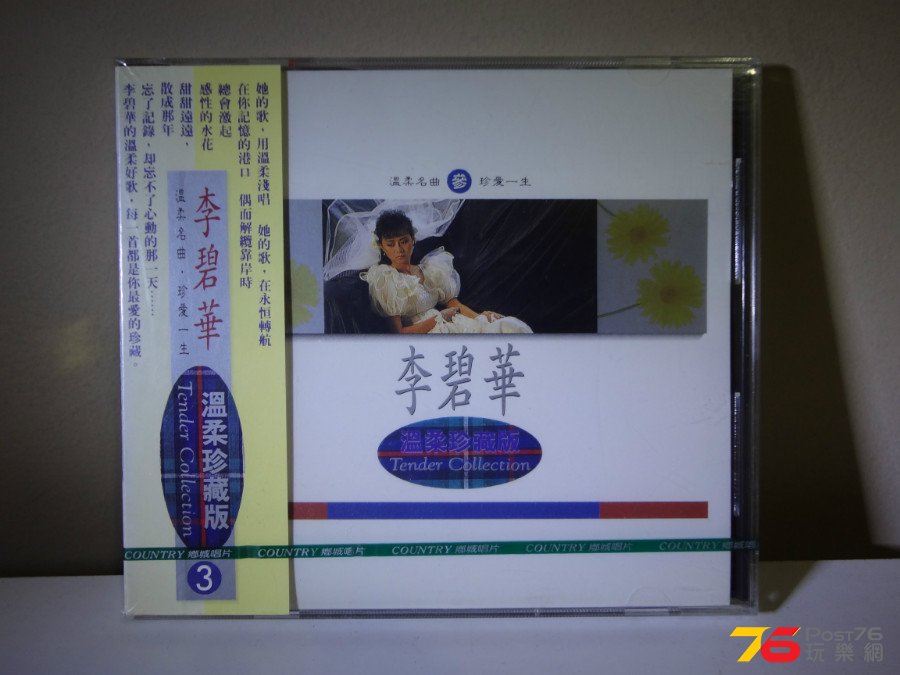 她的歌，用溫柔淺唱　她的歌，在永恒轉航
在你記憶的港口　偶而解纜靠岸時
總會激起
感性的水花
甜甜遠遠，
散成那年
忘了記錄，却忘不了心動的那一天……
李碧華的溫柔好歌，每一首都是你最愛的珍藏。
李碧華
溫柔名曲・珍愛一生
溫柔珍藏版
Tender Collection
3
溫柔名曲 參 珍愛一生
李碧華
溫柔珍藏版
Tender Collection
COUNTRY 鄉城唱片 COUNTRY 鄉城唱片 COUNTRY 鄉城唱片 COUNTRY 鄉城唱片 COUNTRY 鄉城
76 Post76
玩樂網